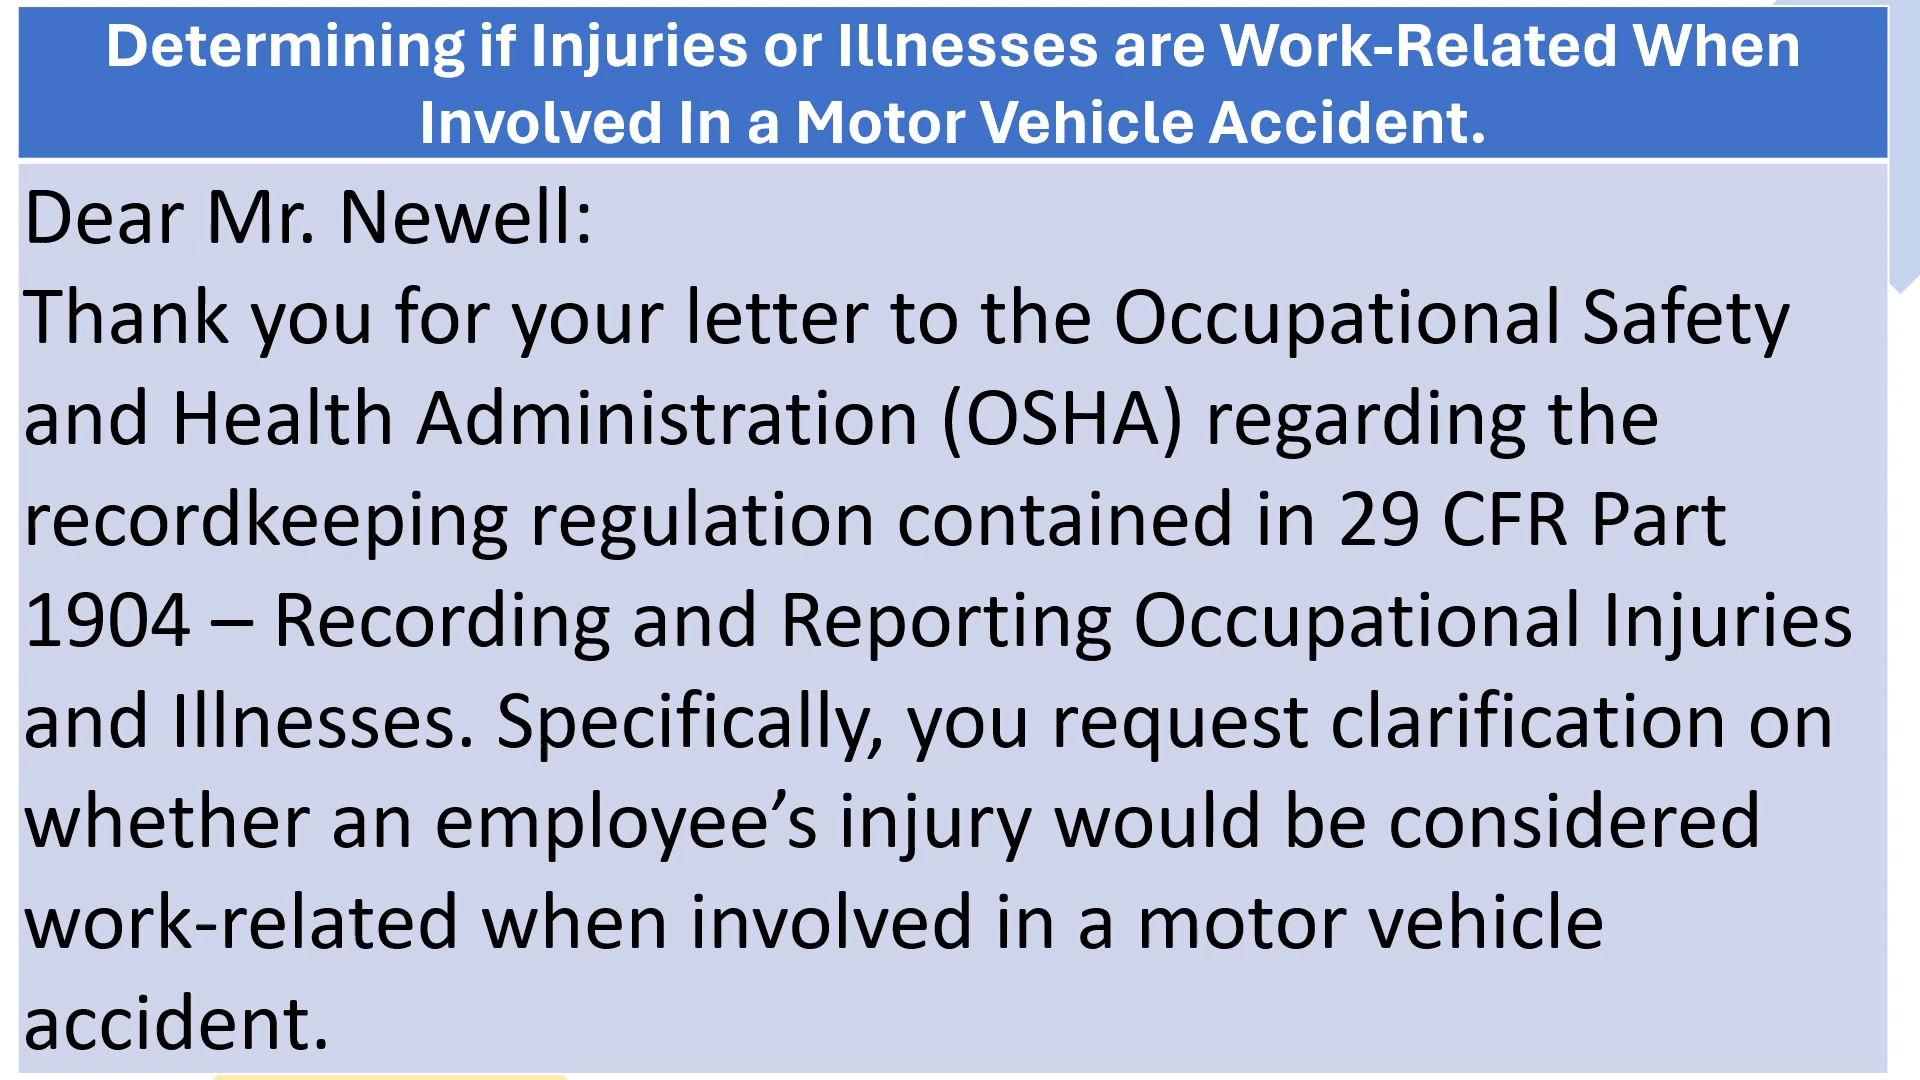 Determining if Injuries or Illnesses are Work-Related When
Involved In a Motor Vehicle Accident.
Dear Mr. Newell:
Thank you for your letter to the Occupational Safety
and Health Administration (OSHA) regarding the
recordkeeping regulation contained in 29 CFR Part
1904 – Recording and Reporting Occupational Injuries
and Illnesses. Specifically, you request clarification on
whether an employee’s injury would be considered
work-related when involved in a motor vehicle
accident.